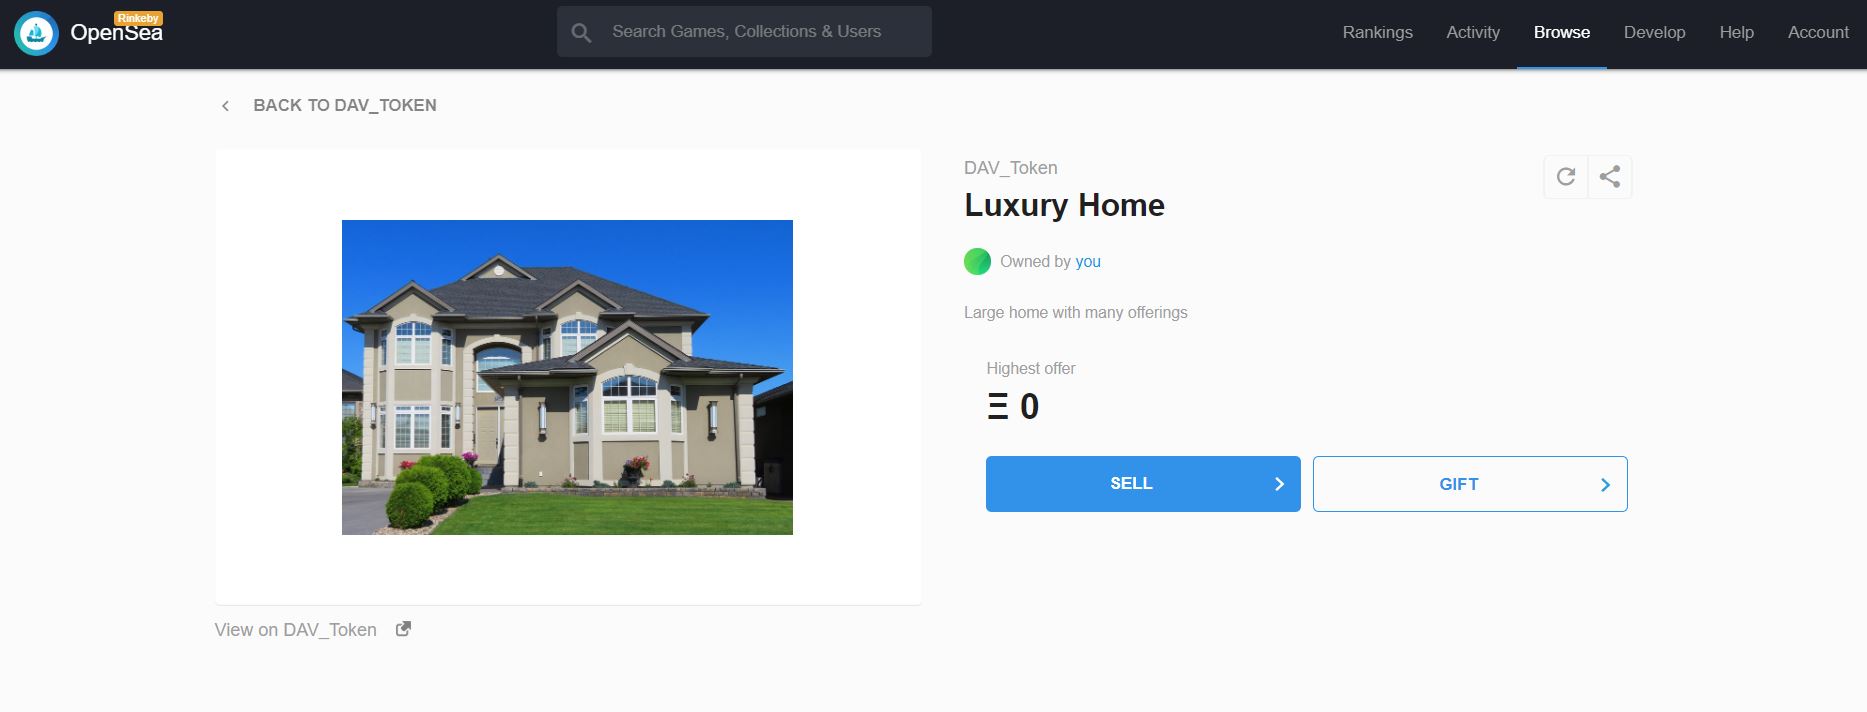 Rinkeby
OpenSea
Search Games, Collections & Users
Rankings
Activity
Browse
Develop
Help
Account
BACK TO DAV_TOKEN
DAV_Token
Luxury Home
Owned by you
Large home with many offerings
Highest offer
Ξ 0
SELL
GIFT
View on DAV_Token